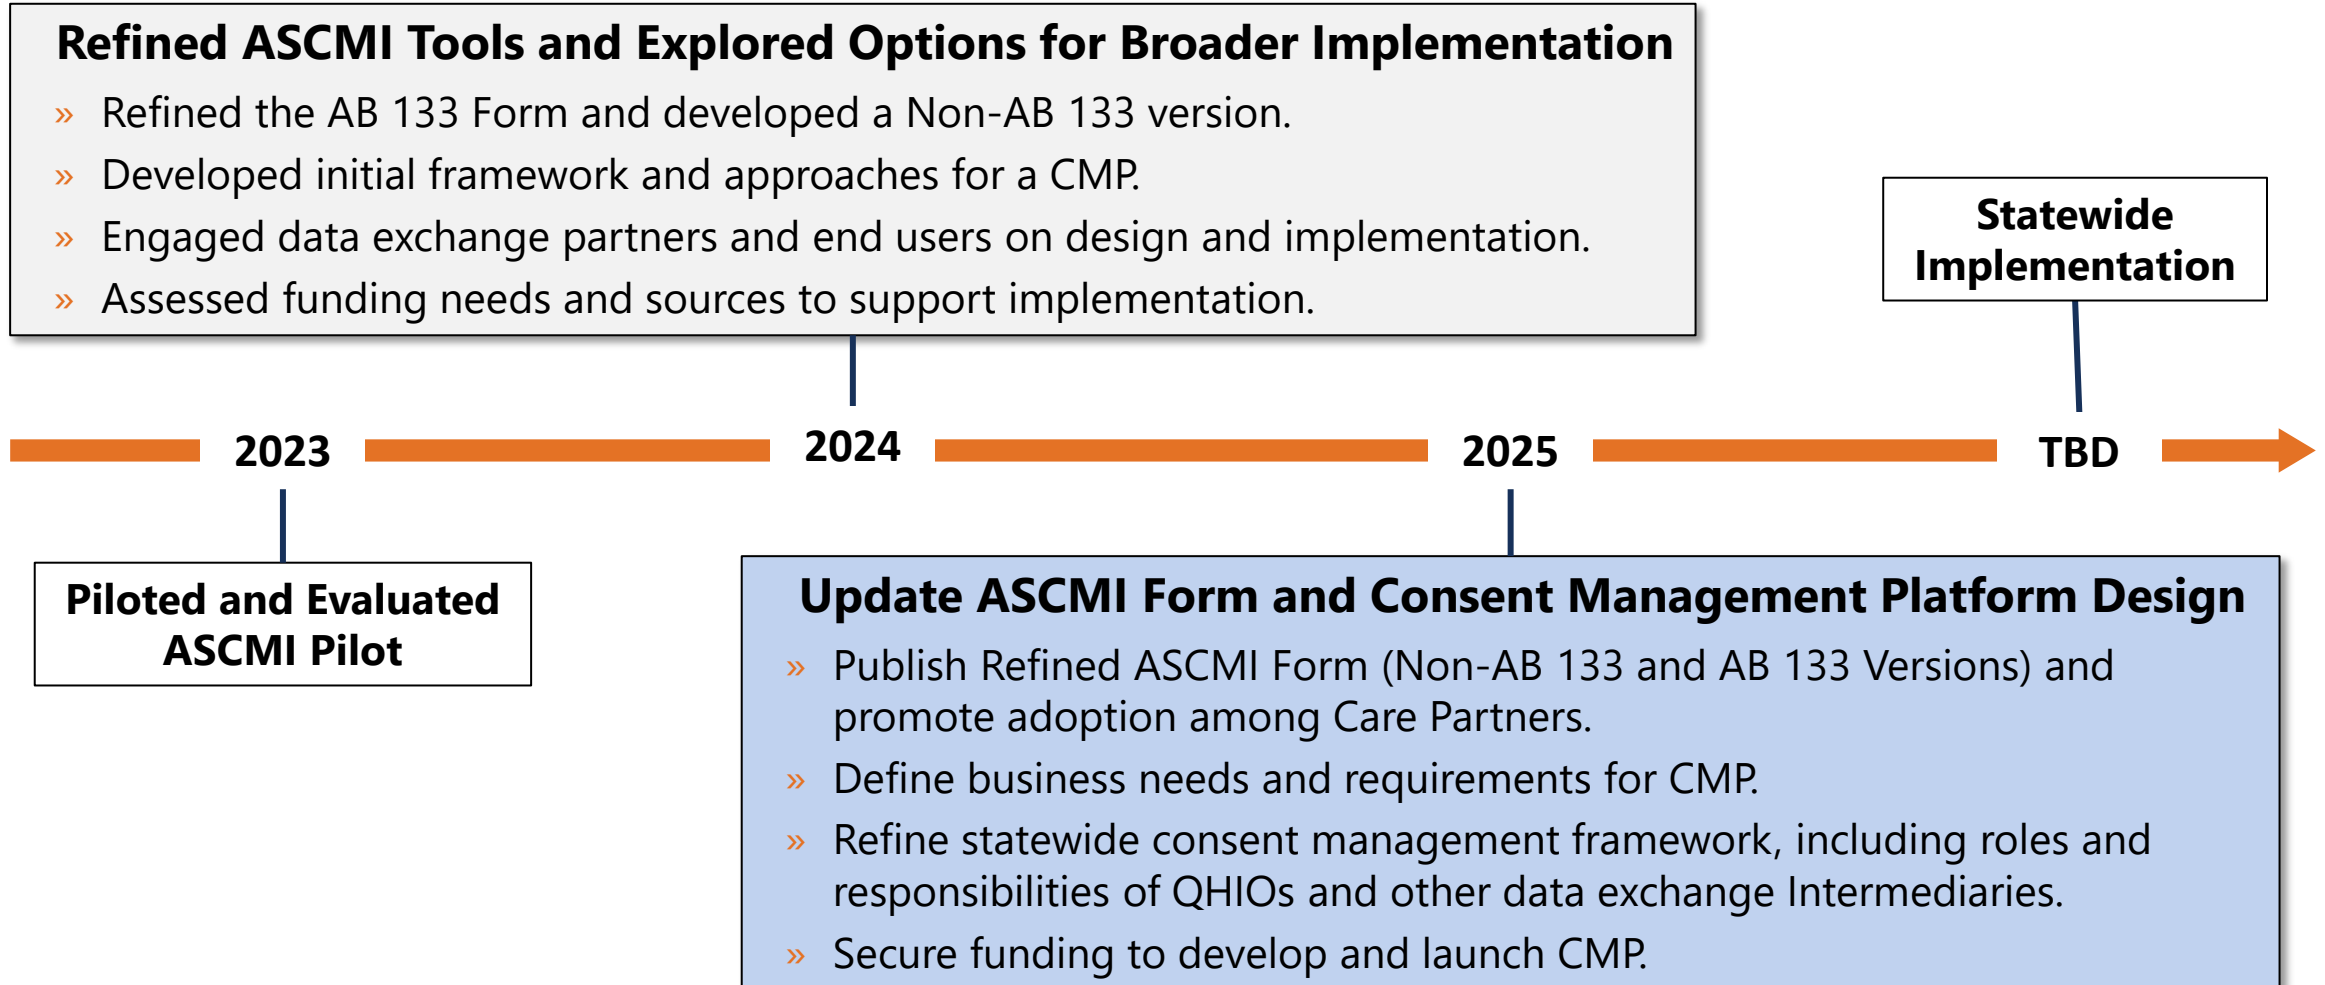 Refined ASCMI Tools and Explored Options for Broader Implementation
» Refined the AB 133 Form and developed a Non-AB 133 version.
» Developed initial framework and approaches for a CMP.
» Engaged data exchange partners and end users on design and implementation.
» Assessed funding needs and sources to support implementation.
Statewide
Implementation
2023
2024
2025
TBD
Piloted and Evaluated
ASCMI Pilot
Update ASCMI Form and Consent Management Platform Design
» Publish Refined ASCMI Form (Non-AB 133 and AB 133 Versions) and
promote adoption among Care Partners.
» Define business needs and requirements for CMP.
» Refine statewide consent management framework, including roles and
responsibilities of QHIOs and other data exchange Intermediaries.
» Secure funding to develop and launch CMP.